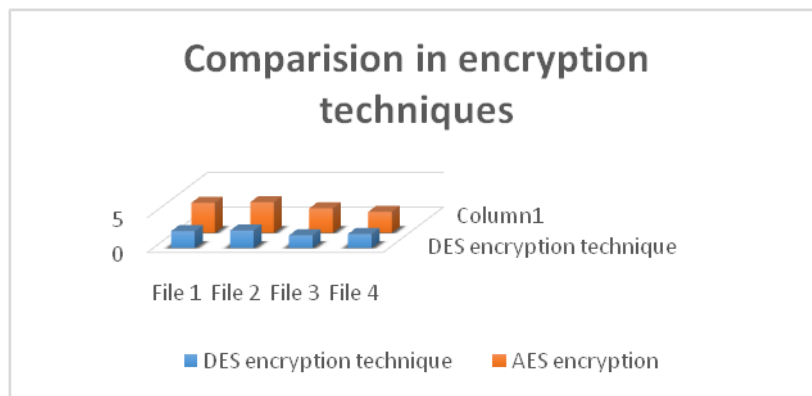 Comparision in encryption
techniques
5
0
Column1
DES encryption technique
File 1 File 2 File 3 File 4
DES encryption technique AES encryption